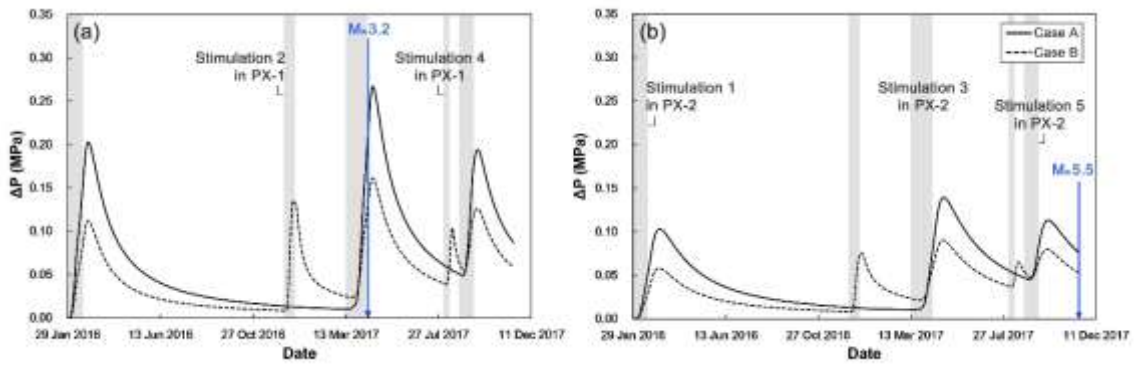 (a)
ΔP (MPa)
0.35
0.30
0.25
0.20
0.15
0.10
0.05
0.00
Mw3.2
Stimulation 2
in PX-1
Stimulation 4
in PX-1
29 Jan 2016
13 Jun 2016
27 Oct 2016
13 Mar 2017
27 Jul 2017
11 Dec 2017
Date
(b)
ΔP (MPa)
0.35
0.30
0.25
0.20
0.15
0.10
0.05
0.00
Case A
Case B
Stimulation 1
in PX-2
Stimulation 3
in PX-2
Stimulation 5
in PX-2
Mw5.5
29 Jan 2016
13 Jun 2016
27 Oct 2016
13 Mar 2017
27 Jul 2017
11 Dec 2017
Date